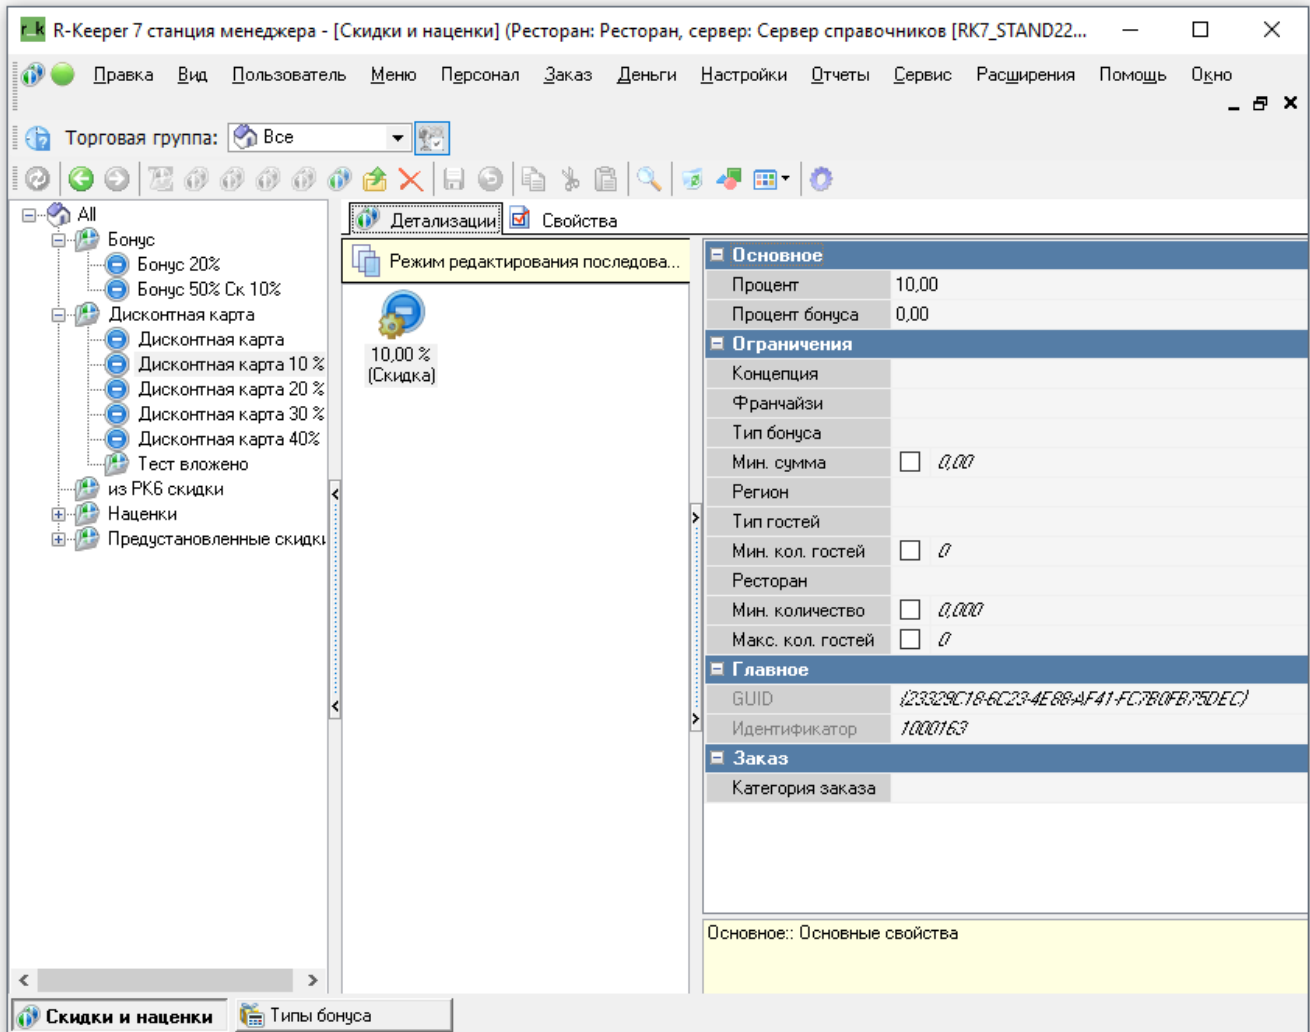 r_k R-Keeper 7 станция менеджера - [Скидки и наценки] (Ресторан: Ресторан, сервер: Сервер справочников [RK7_STAND22...
Правка Вид Пользователь Меню Персонал Заказ Деньги Настройки Отчеты Сервис Расширения Помощь Окно
Торговая группа: Все
All
Бонус
Бонус 20%
Бонус 50% Ск 10%
Дисконтная карта
Дисконтная карта
Дисконтная карта 10 %
Дисконтная карта 20 %
Дисконтная карта 30 %
Дисконтная карта 40%
Тест вложено
из РК6 скидки
Наценки
Предустановленные скидки
Детализации Свойства
Режим редактирования последова...
10,00 %
(Скидка)
Основное
Процент 10,00
Процент бонуса 0,00
Ограничения
Концепция
Франчайзи
Тип бонуса
Мин. сумма 0,00
Регион
Тип гостей
Мин. кол. гостей 0
Ресторан
Мин. количество 0,000
Макс. кол. гостей 0
Главное
GUID {23329C18-6C23-4E88-AF41-FC7B0FB75DEC}
Идентификатор 1000163
Заказ
Категория заказа
Основное:: Основные свойства
Скидки и наценки Типы бонуса